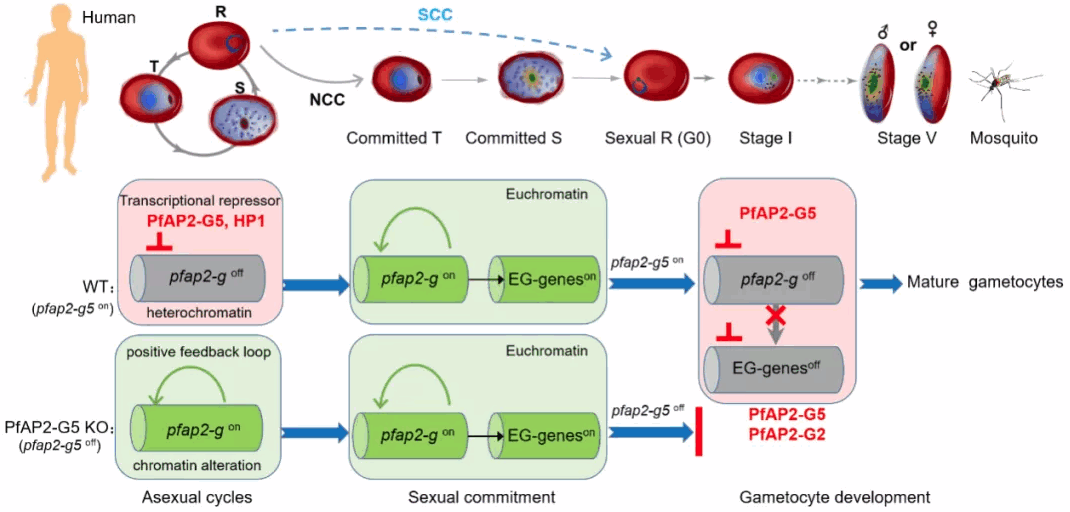 Human
R
SCC
T
S
NCC
♂ or ♀
Committed T
Committed S
Sexual R (G0)
Stage I
Stage V
Mosquito
Transcriptional repressor
PfAP2-G5, HP1
pfap2-g off
heterochromatin
WT:
(pfap2-g5 on)
Euchromatin
pfap2-g on
EG-genes on
pfap2-g5 on
PfAP2-G5
pfap2-g off
EG-genes off
Mature gametocytes
positive feedback loop
pfap2-g on
chromatin alteration
PfAP2-G5 KO:
(pfap2-g5 off)
Euchromatin
pfap2-g on
EG-genes on
pfap2-g5 off
PfAP2-G5
PfAP2-G2
Asexual cycles
Sexual commitment
Gametocyte development